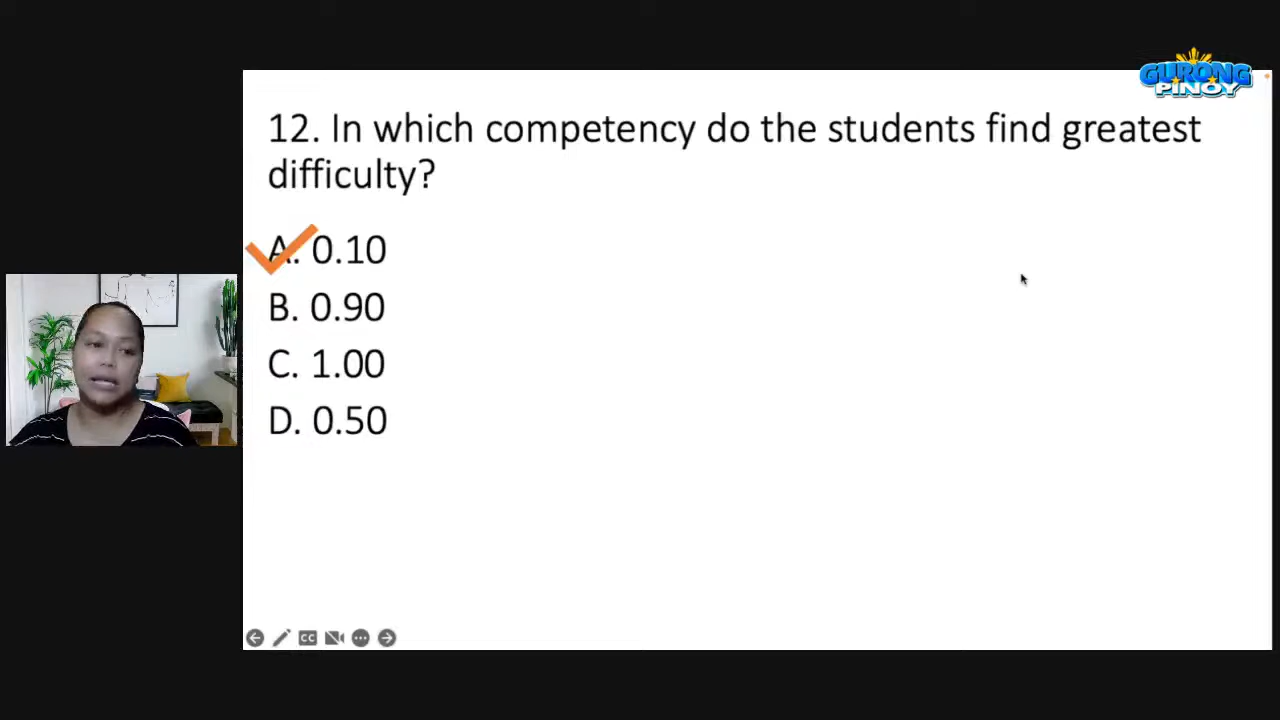 GURONG
PINOY
12. In which competency do the students find greatest
difficulty?
A. 0.10
B. 0.90
C. 1.00
D. 0.50
CC